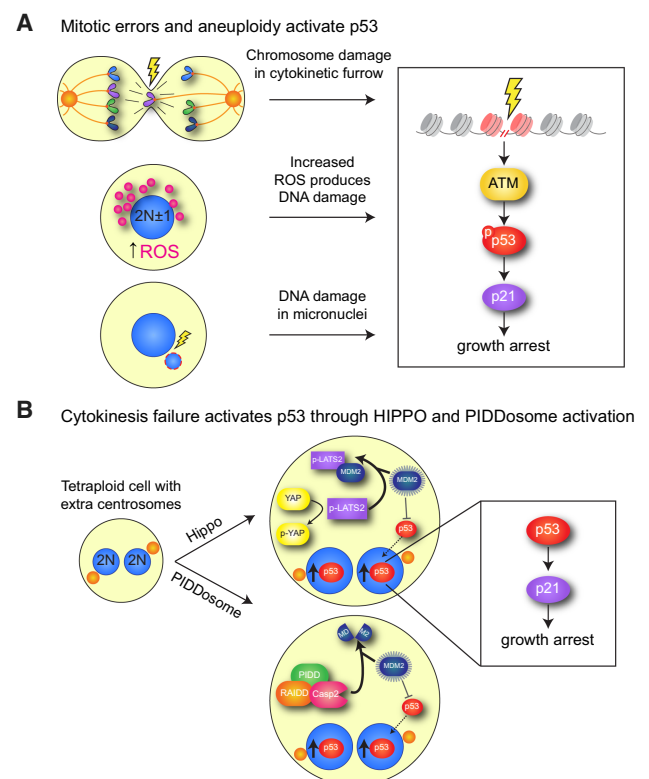 A Mitotic errors and aneuploidy activate p53
Chromosome damage
in cytokinetic furrow
Increased
ROS produces
DNA damage
2N±1
↑ROS
DNA damage
in micronuclei
ATM
p
p53
p21
growth arrest
B Cytokinesis failure activates p53 through HIPPO and PIDDosome activation
Tetraploid cell with
extra centrosomes
2N 2N
Hippo
PIDDosome
p-LATS2
MDM2
MDM2
YAP
p-LATS2
p-YAP
p53
p53
p53
p53
p21
growth arrest
MD M2
PIDD
MDM2
RAIDD Casp2
p53
p53
p53